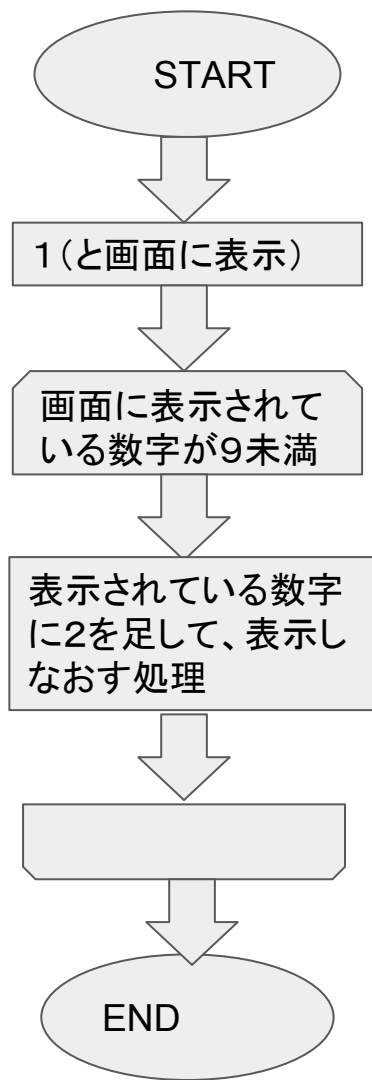 START
1（と画面に表示）
画面に表示されて
いる数字が9未満
表示されている数字
に2を足して、表示し
なおす処理
END